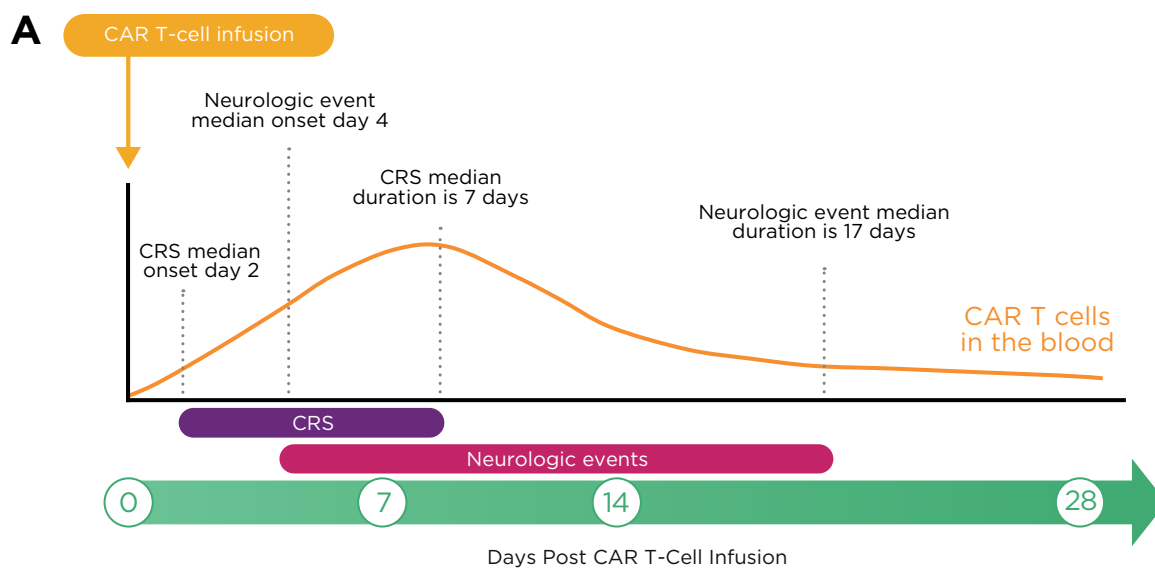 A
CAR T-cell infusion
Neurologic event
median onset day 4
CRS median
duration is 7 days
Neurologic event median
duration is 17 days
CRS median
onset day 2
CAR T cells
in the blood
CRS
Neurologic events
0
7
14
28
Days Post CAR T-Cell Infusion